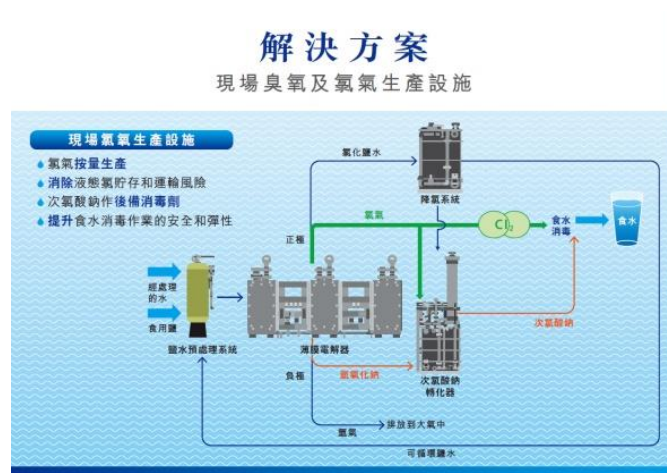 解決方案
現場臭氧及氯氣生產設施
現場氯氣生產設施
氯氣按量生產
消除液態氯貯存和運輸風險
次氯酸鈉作後備消毒劑
提升食水消毒作業的安全和彈性
氯化鹽水
除氯系統
氯氣
正極
Cl₂
食水
消毒
食水
經處理
的水
食用鹽
鹽水預處理系統
薄膜電解器
次氯酸鈉
負極
氫氧化鈉
次氯酸鈉
轉化器
氫氣
排放到大氣中
可循環鹽水